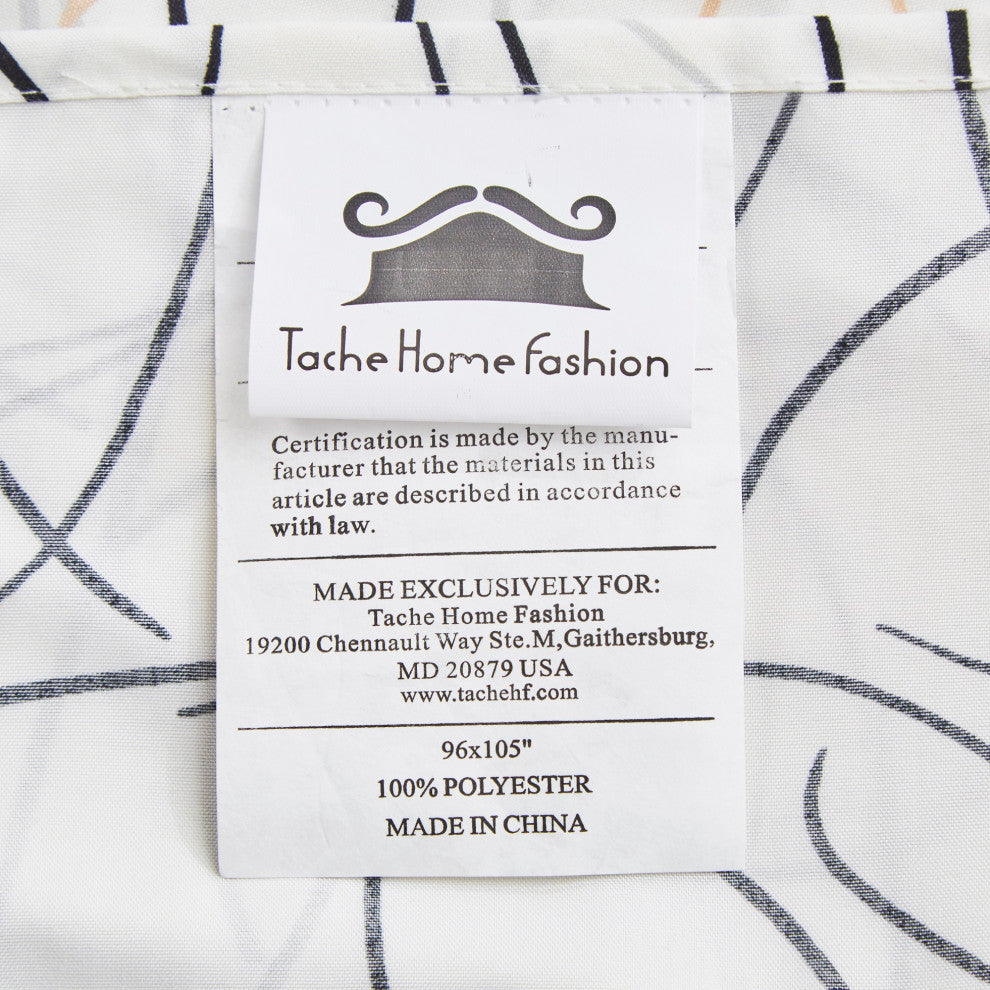 Tache Home Fashion
Certification is made by the manu-
facturer that the materials in this
article are described in accordance
with law.
MADE EXCLUSIVELY FOR:
Tache Home Fashion
19200 Chennault Way Ste.M,Gaithersburg,
MD 20879 USA
www.tachehf.com
96x105"
100% POLYESTER
MADE IN CHINA